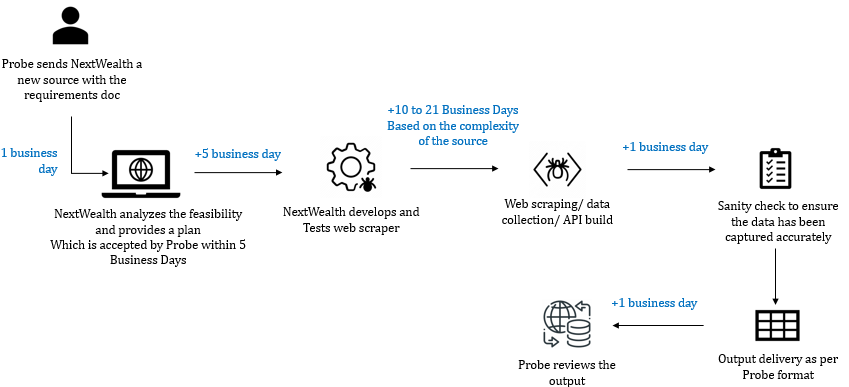 Probe sends NextWealth a
new source with the
requirements doc
1 business
day
NextWealth analyzes the feasibility
and provides a plan
Which is accepted by Probe within 5
Business Days
+5 business day
NextWealth develops and
Tests web scraper
+10 to 21 Business Days
Based on the complexity
of the source
Web scraping/ data
collection/ API build
+1 business day
Sanity check to ensure
the data has been
captured accurately
Output delivery as per
Probe format
+1 business day
Probe reviews the
output